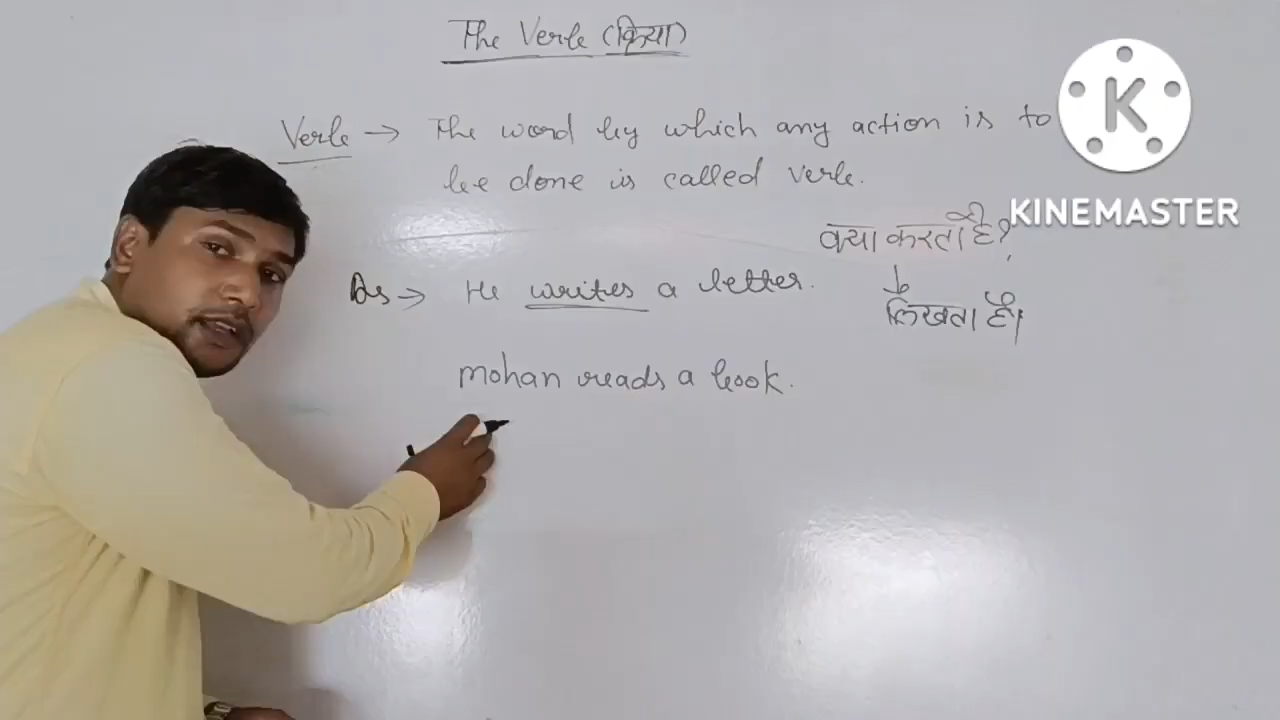 The Verb (क्रिया)
Verb → The word by which any action is to
be done is called verb.
क्या करता है?
As → He writes a letter.
↓
लिखता है।
mohan reads a book.
K
KINEMASTER